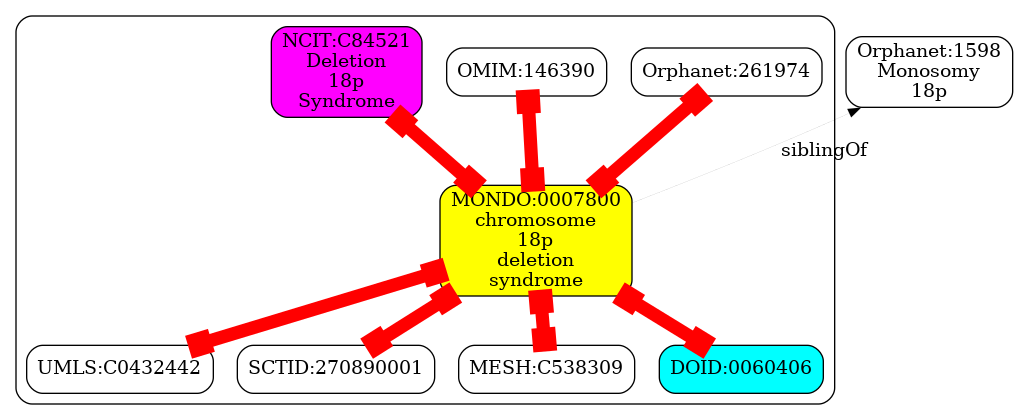 NCIT:C84521
Deletion
18p
Syndrome
OMIM:146390
Orphanet:261974
Orphanet:1598
Monosomy
18p
siblingOf
MONDO:0007800
chromosome
18p
deletion
syndrome
UMLS:C0432442
SCTID:270890001
MESH:C538309
DOID:0060406